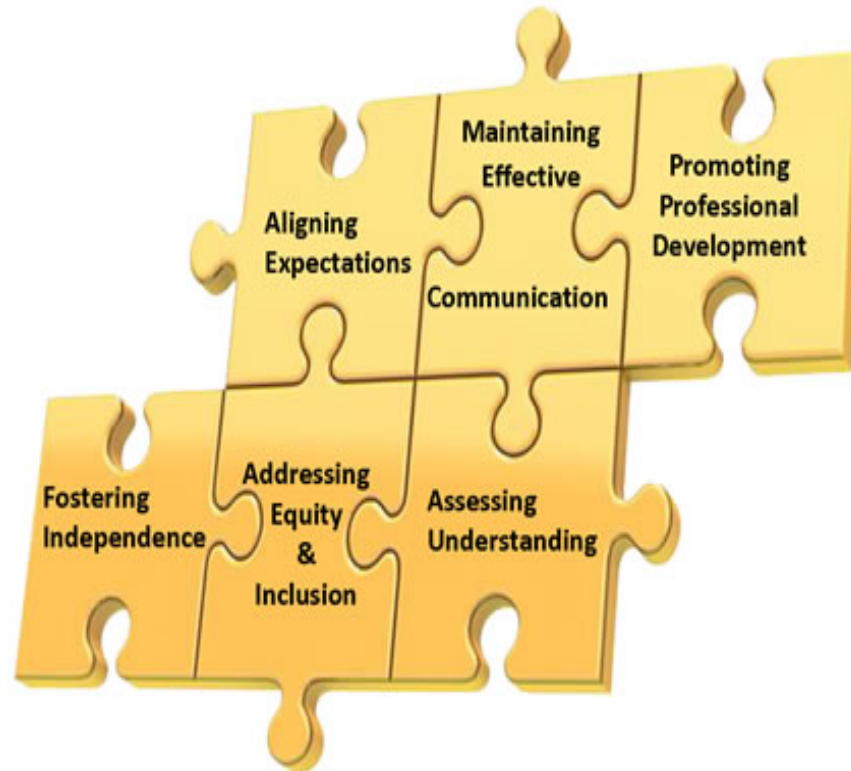 Aligning
Expectations
Maintaining
Effective
Communication
Promoting
Professional
Development
Fostering
Independence
Addressing
Equity
&
Inclusion
Assessing
Understanding